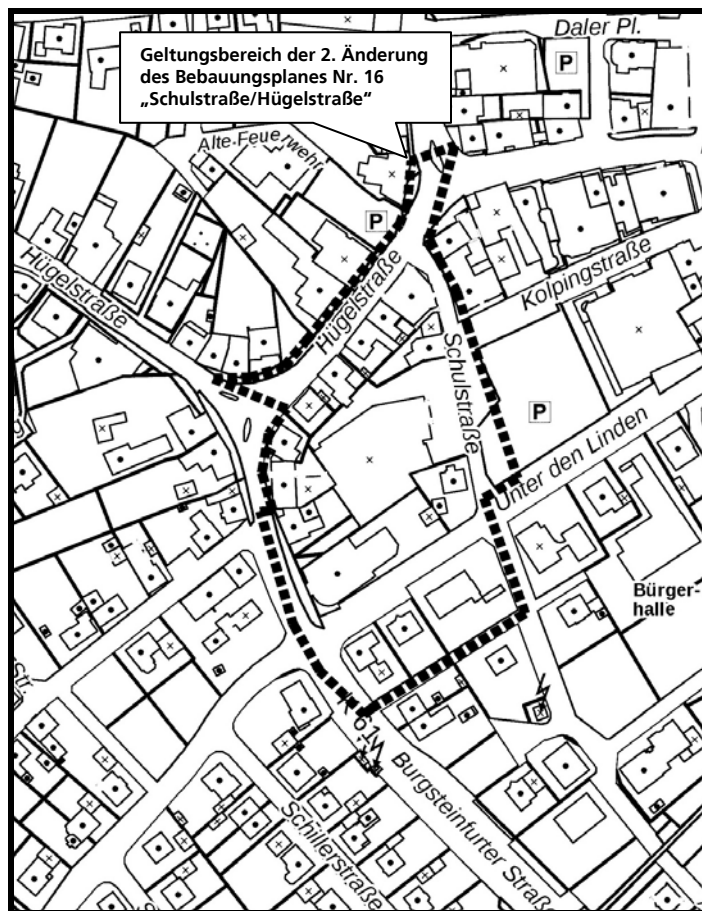 Daler Pl.
Geltungsbereich der 2. Änderung
des Bebauungsplanes Nr. 16
„Schulstraße/Hügelstraße“
P
Alte-Feuerwehr
P
Hügelstraße
Hügelstraße
Kolpingstraße
Schulstraße
P
Unter den Linden
Bürger-
halle
Str.
Burgsteinfurter Straße
Schillerstraße